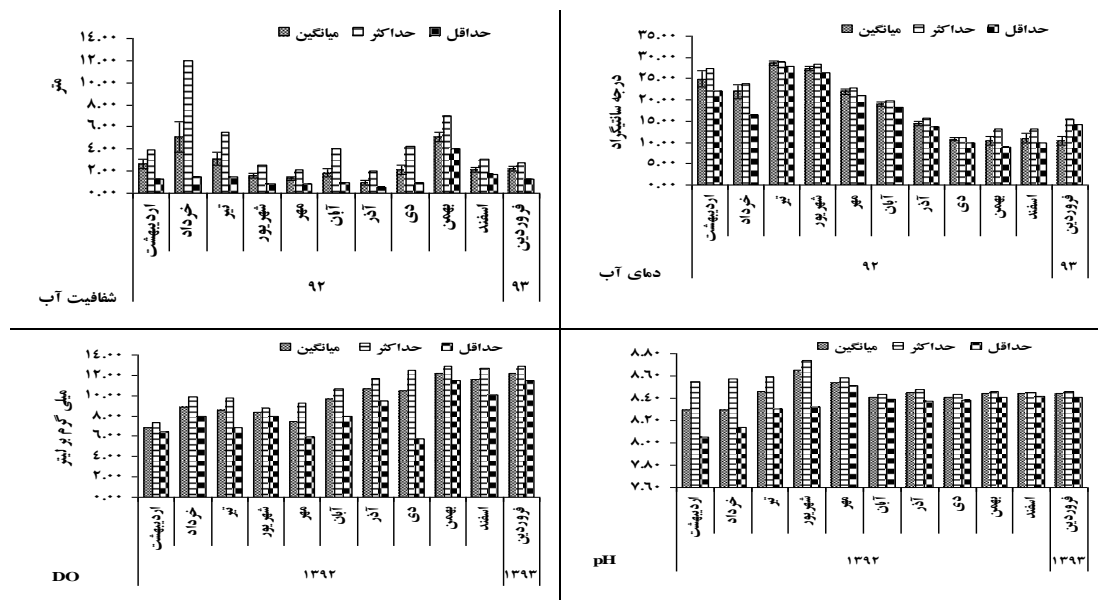 میانگین حداکثر حداقل
متر
۱۴.۰۰
۱۲.۰۰
۱۰.۰۰
۸.۰۰
۶.۰۰
۴.۰۰
۲.۰۰
.۰۰
اردیبهشت خرداد تیر شهریور مهر آبان آذر دی بهمن اسفند فروردین
۹۲ ۹۳
شفافیت آب
میانگین حداکثر حداقل
درجه سانتیگراد
۳۵.۰۰
۳۰.۰۰
۲۵.۰۰
۲۰.۰۰
۱۵.۰۰
۱۰.۰۰
۵.۰۰
.۰۰
اردیبهشت خرداد تیر شهریور مهر آبان آذر دی بهمن اسفند فروردین
۹۲ ۹۳
دمای آب
میانگین حداکثر حداقل
میلی گرم بر لیتر
۱۴.۰۰
۱۲.۰۰
۱۰.۰۰
۸.۰۰
۶.۰۰
۴.۰۰
۲.۰۰
۰.۰۰
اردیبهشت خرداد تیر شهریور مهر آبان آذر دی بهمن اسفند فروردین
۱۳۹۲ ۱۳۹۳
DO
میانگین حداکثر حداقل
۸.۸۰
۸.۶۰
۸.۴۰
۸.۲۰
۸.۰۰
۷.۸۰
۷.۶۰
اردیبهشت خرداد تیر شهریور مهر آبان آذر دی بهمن اسفند فروردین
۱۳۹۲ ۱۳۹۳
pH